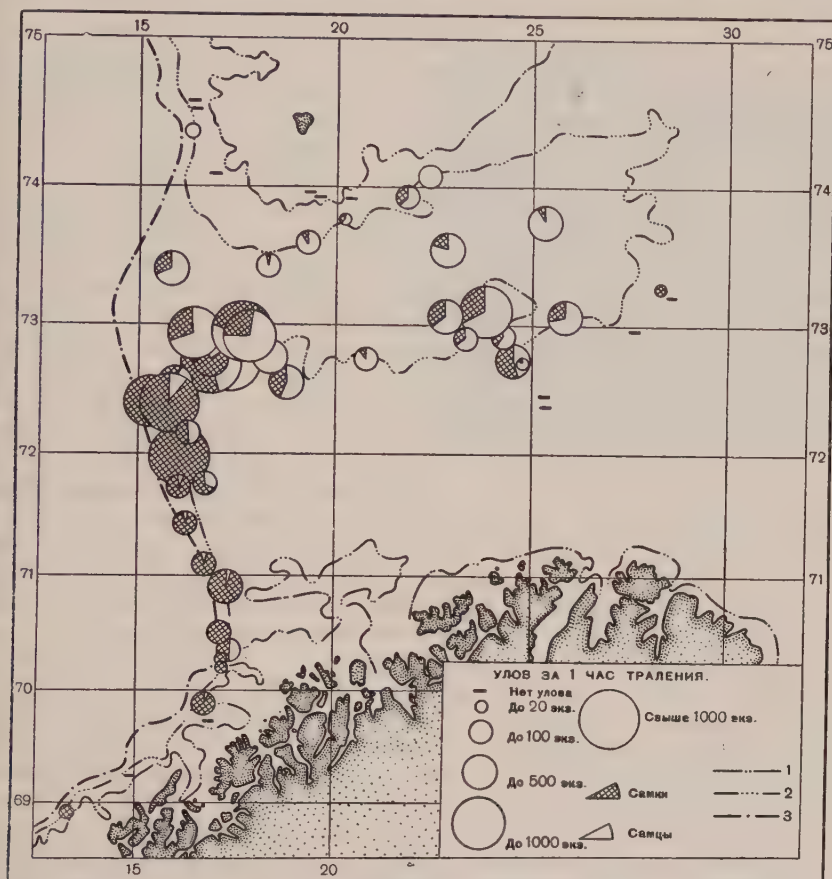 15 20 25 30
75 75
74 74
73 73
72 72
71 71
70
69
15 20
УЛОВ ЗА 1 ЧАС ТРАЛЕНИЯ.
Нет улова
До 20 экз.
До 100 экз.
До 500 экз.
До 1000 экз.
Свыше 1000 экз.
Самки
Самцы
1
2
3